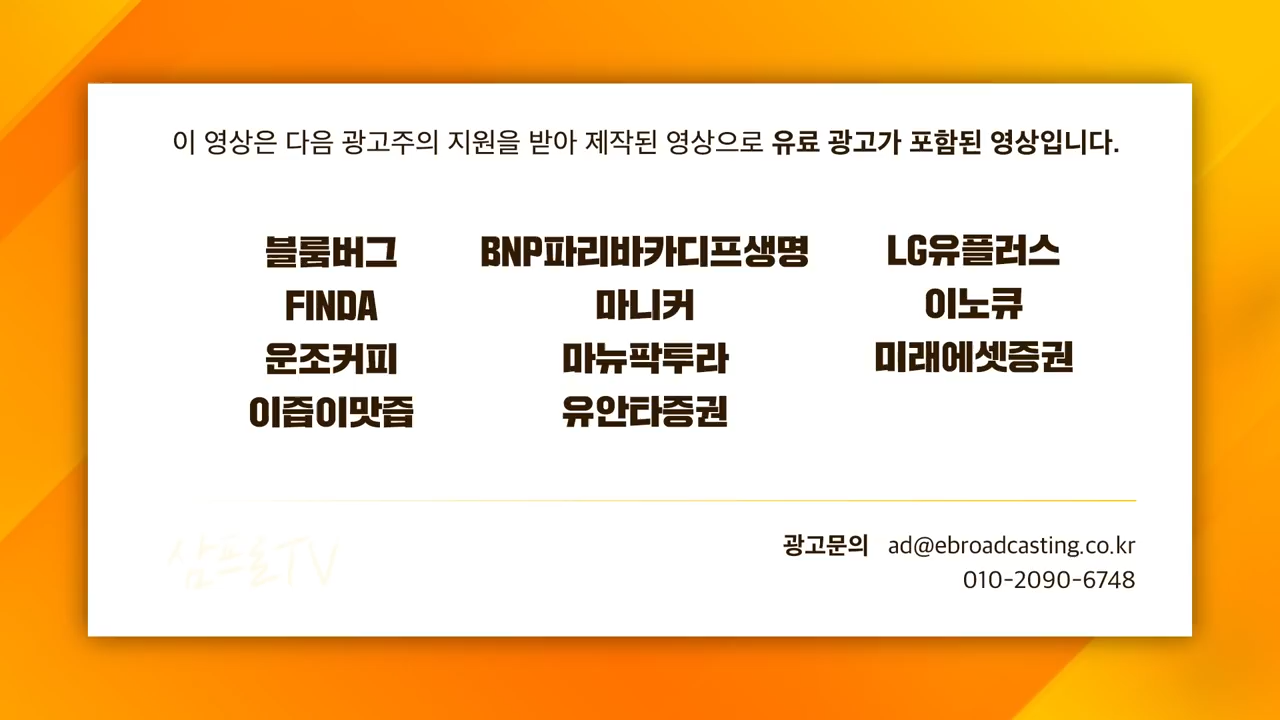 이 영상은 다음 광고주의 지원을 받아 제작된 영상으로 유료 광고가 포함된 영상입니다.
블룸버그 BNP파리바카디프생명 LG유플러스
FINDA 마니커 이노큐
운조커피 마뉴팍투라 미래에셋증권
이즙이맛즙 유안타증권
삼프로TV
광고문의 ad@ebroadcasting.co.kr
010-2090-6748